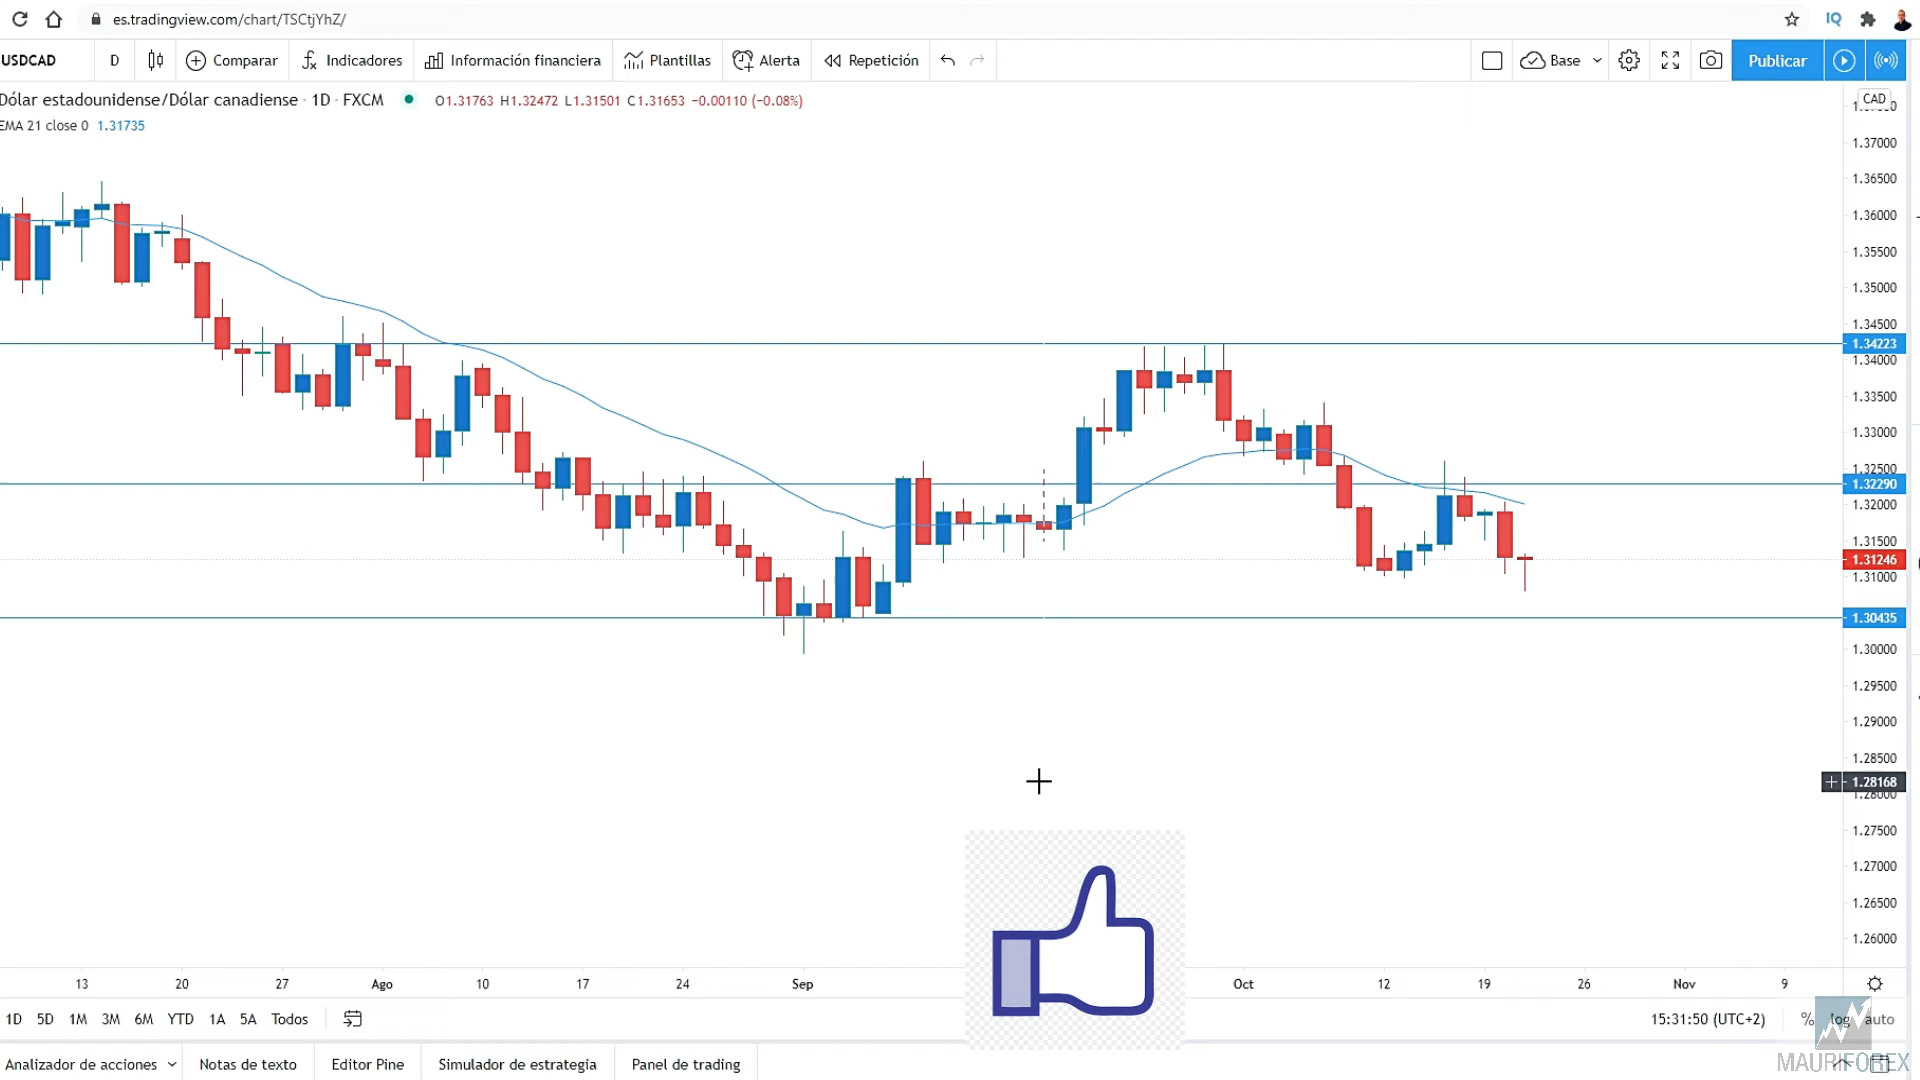 es.tradingview.com/chart/TSCtjYhZ/
IQ
USDCAD D Comparar Indicadores Información financiera Plantillas Alerta Repetición Base Publicar
Dólar estadounidense/Dólar canadiense · 1D · FXCM O1.31763 H1.32472 L1.31501 C1.31653 −0.00110 (−0.08%)
EMA 21 close 0 1.31735
CAD
1.37000
1.36500
1.36000
1.35500
1.35000
1.34500
1.34223
1.34000
1.33500
1.33000
1.32500
1.32290
1.32000
1.31500
1.31246
1.31000
1.30435
1.30000
1.29500
1.29000
1.28500
1.28168
1.28000
1.27500
1.27000
1.26500
1.26000
13 20 27 Ago 10 17 24 Sep Oct 12 19 26 Nov 9
1D 5D 1M 3M 6M YTD 1A 5A Todos 15:31:50 (UTC+2) % log auto
Analizador de acciones Notas de texto Editor Pine Simulador de estrategia Panel de trading
MAURIFOREX